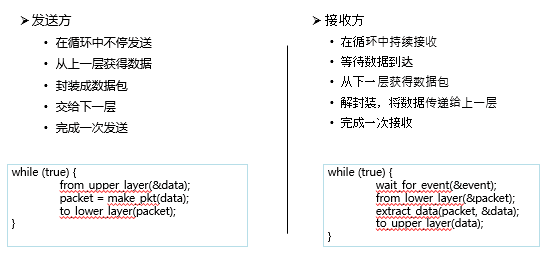 ➢发送方
• 在循环中不停发送
• 从上一层获得数据
• 封装成数据包
• 交给下一层
• 完成一次发送
while (true) {
from_upper_layer(&data);
packet = make_pkt(data);
to_lower_layer(packet);
}
➢接收方
• 在循环中持续接收
• 等待数据到达
• 从下一层获得数据包
• 解封装，将数据传递给上一层
• 完成一次接收
while (true) {
wait_for_event(&event);
from_lower_layer(&packet);
extract_data(packet, &data);
to_upper_layer(data);
}